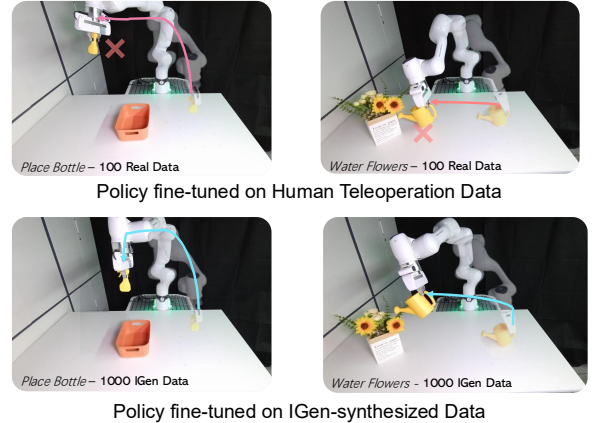 Place Bottle – 100 Real Data
Water Flowers – 100 Real Data
Policy fine-tuned on Human Teleoperation Data
Place Bottle – 1000 IGen Data
Water Flowers - 1000 IGen Data
Policy fine-tuned on IGen-synthesized Data